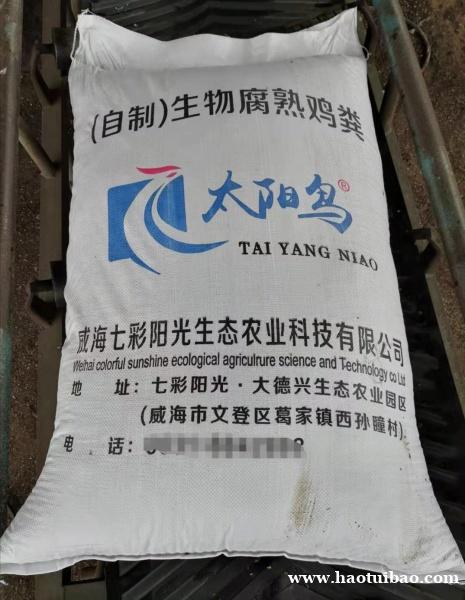 (自制)生物腐熟鸡粪
太阳鸟®
TAI YANG NIAO
威海七彩阳光生态农业科技有限公司
Weihai colorful sunshine ecological agriculrure science and Technology co Ltd
地 址：七彩阳光·大德兴生态农业园区
(威海市文登区葛家镇西孙疃村)
电 话：
www.haotuibao.com